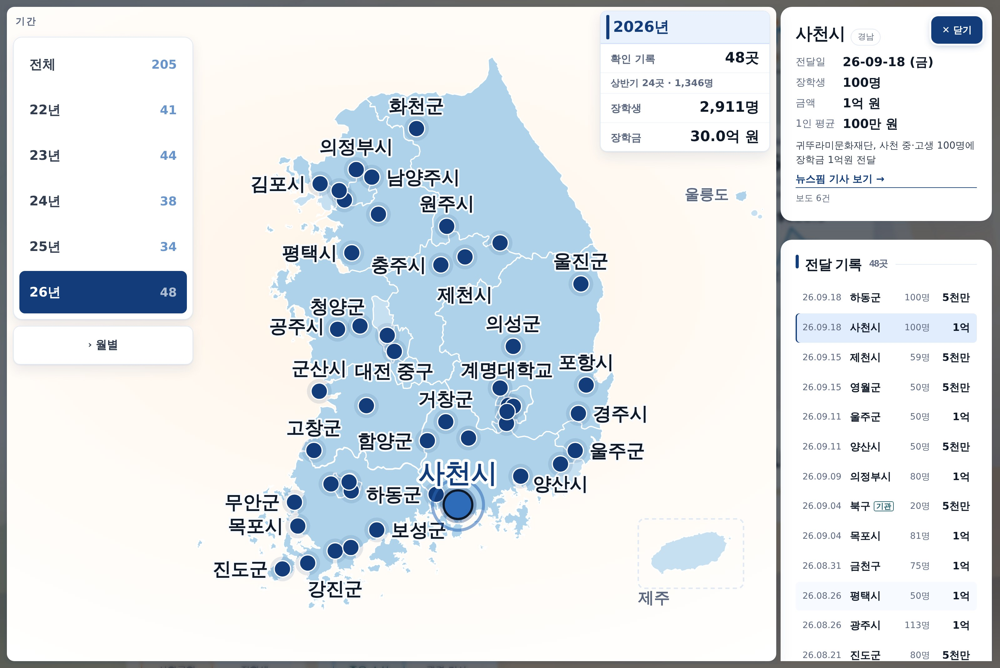 기간
전체 205
22년 41
23년 44
24년 38
25년 34
26년 48
› 월별
2026년
확인 기록 48곳
상반기 24곳 · 1,346명
장학생 2,911명
장학금 30.0억 원
화천군
의정부시
김포시
남양주시
원주시
울릉도
평택시
충주시
울진군
제천시
청양군
공주시
의성군
군산시
대전 중구
계명대학교
포항시
거창군
경주시
고창군
함양군
울주군
사천시
양산시
하동군
무안군
목포시
보성군
진도군
강진군
제주
사천시 경남
× 닫기
전달일 26-09-18 (금)
장학생 100명
금액 1억 원
1인 평균 100만 원
귀뚜라미문화재단, 사천 중·고생 100명에
장학금 1억원 전달
뉴스핌 기사 보기 →
보도 6건
전달 기록 48곳
26.09.18 하동군 100명 5천만
26.09.18 사천시 100명 1억
26.09.15 제천시 59명 5천만
26.09.15 영월군 50명 5천만
26.09.11 울주군 50명 1억
26.09.11 양산시 50명 5천만
26.09.09 의정부시 80명 1억
26.09.04 북구 기관 20명 5천만
26.09.04 목포시 81명 1억
26.08.31 금천구 75명 1억
26.08.26 평택시 50명 1억
26.08.26 광주시 113명 1억
26.08.21 진도군 80명 5천만